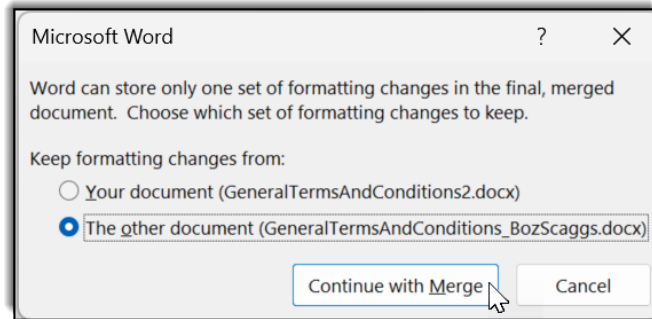 Microsoft Word ?
Word can store only one set of formatting changes in the final, merged
document. Choose which set of formatting changes to keep.
Keep formatting changes from:
Your document (GeneralTermsAndConditions2.docx)
The other document (GeneralTermsAndConditions_BozScaggs.docx)
Continue with Merge Cancel